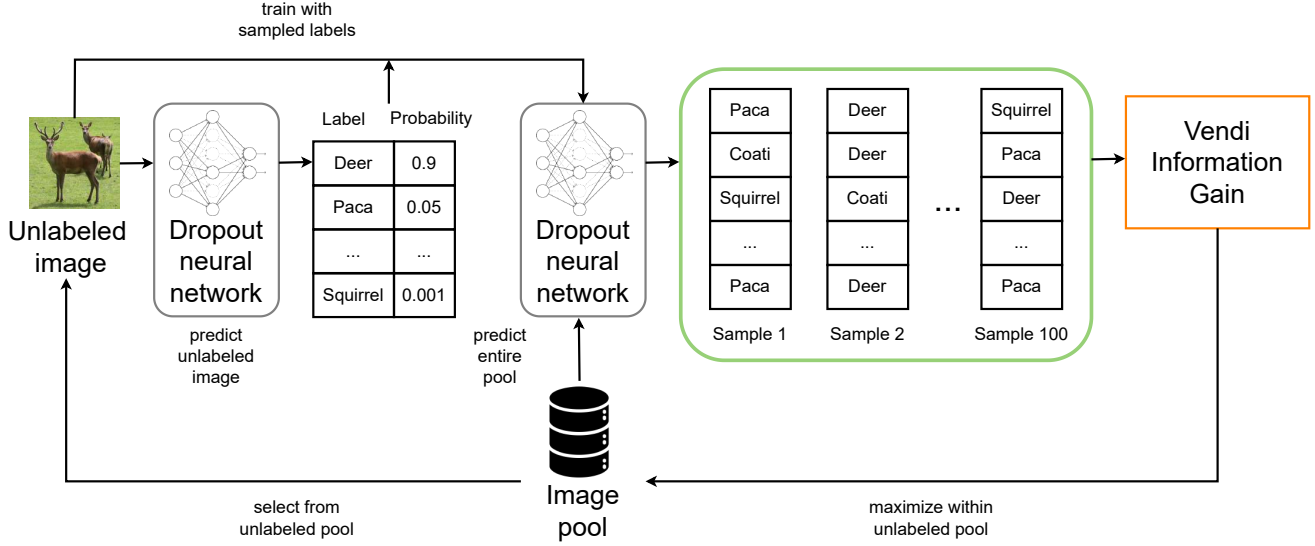 train with
sampled labels
Unlabeled
image
Dropout
neural
network
predict
unlabeled
image
Label Probability
Deer 0.9
Paca 0.05
... ...
Squirrel 0.001
Dropout
neural
network
predict
entire
pool
Image
pool
Paca
Coati
Squirrel
...
Paca
Sample 1
Deer
Deer
Coati
...
Deer
Sample 2
...
Squirrel
Paca
Deer
...
Paca
Sample 100
Vendi
Information
Gain
select from
unlabeled pool
maximize within
unlabeled pool